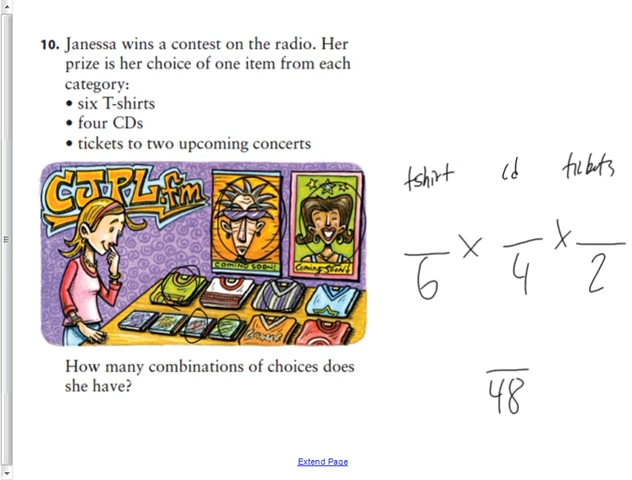 10. Janessa wins a contest on the radio. Her
prize is her choice of one item from each
category:
• six T-shirts
• four CDs
• tickets to two upcoming concerts
CJPL.fm
COMING SOON!
COMING SOON!
How many combinations of choices does
she have?
tshirt cd tickets
— × — × —
6 4 2
—
48
Extend Page